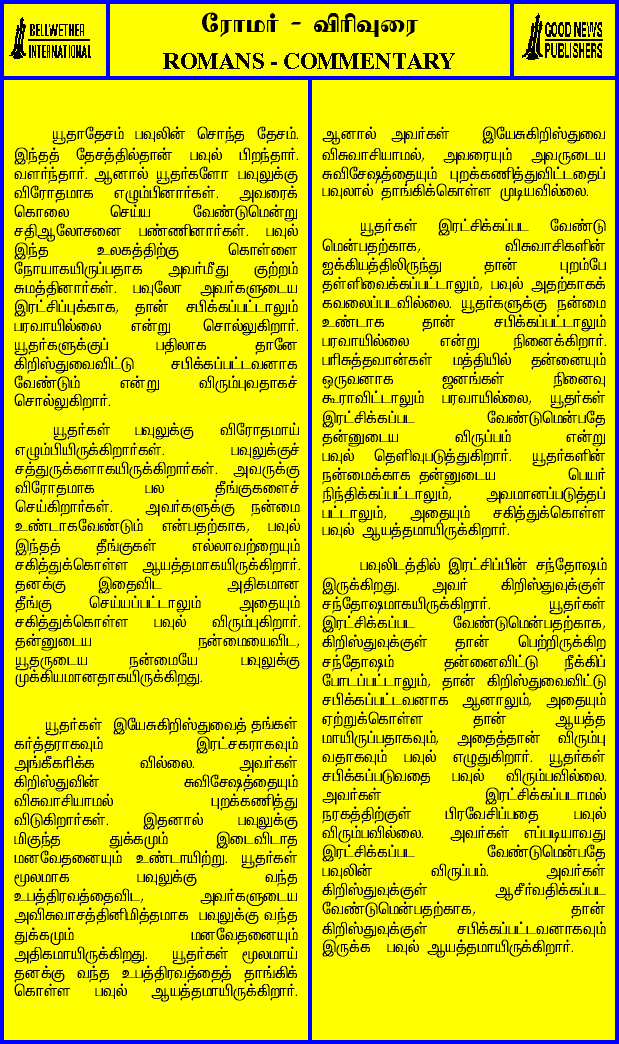 BELLWETHER
INTERNATIONAL
ரோமர் - விரிவுரை
ROMANS - COMMENTARY
GOOD NEWS
PUBLISHERS
யூதாதேசம் பவுலின் சொந்த தேசம்.
இந்தத் தேசத்தில்தான் பவுல் பிறந்தார்.
வளர்ந்தார். ஆனால் யூதர்களோ பவுலுக்கு
விரோதமாக எழும்பினார்கள். அவரைக்
கொலை செய்ய வேண்டுமென்று
சதிஆலோசனை பண்ணினார்கள். பவுல்
இந்த உலகத்திற்கு கொள்ளை
நோயாகயிருப்பதாக அவர்மீது குற்றம்
சுமத்தினார்கள். பவுலோ அவர்களுடைய
இரட்சிப்புக்காக, தான் சபிக்கப்பட்டாலும்
பரவாயில்லை என்று சொல்லுகிறார்.
யூதர்களுக்குப் பதிலாக தானே
கிறிஸ்துவைவிட்டு சபிக்கப்பட்டவனாக
வேண்டும் என்று விரும்புவதாகச்
சொல்லுகிறார்.
யூதர்கள் பவுலுக்கு விரோதமாய்
எழும்பியிருக்கிறார்கள். பவுலுக்குச்
சத்துருக்களாகயிருக்கிறார்கள். அவருக்கு
விரோதமாக பல தீங்குகளைச்
செய்கிறார்கள். அவர்களுக்கு நன்மை
உண்டாகவேண்டும் என்பதற்காக, பவுல்
இந்தத் தீங்குகள் எல்லாவற்றையும்
சகித்துக்கொள்ள ஆயத்தமாகயிருக்கிறார்.
தனக்கு இதைவிட அதிகமான
தீங்கு செய்யப்பட்டாலும் அதையும்
சகித்துக்கொள்ள பவுல் விரும்புகிறார்.
தன்னுடைய நன்மையைவிட,
யூதருடைய நன்மையே பவுலுக்கு
முக்கியமானதாகயிருக்கிறது.
யூதர்கள் இயேசுகிறிஸ்துவைத் தங்கள்
கர்த்தராகவும் இரட்சகராகவும்
அங்கீகரிக்க வில்லை. அவர்கள்
கிறிஸ்துவின் சுவிசேஷத்தையும்
விசுவாசியாமல் புறக்கணித்து
விடுகிறார்கள். இதனால் பவுலுக்கு
மிகுந்த துக்கமும் இடைவிடாத
மனவேதனையும் உண்டாயிற்று. யூதர்கள்
மூலமாக பவுலுக்கு வந்த
உபத்திரவத்தைவிட, அவர்களுடைய
அவிசுவாசத்தினிமித்தமாக பவுலுக்கு வந்த
துக்கமும் மனவேதனையும்
அதிகமாயிருக்கிறது. யூதர்கள் மூலமாய்
தனக்கு வந்த உபத்திரவத்தைத் தாங்கிக்
கொள்ள பவுல் ஆயத்தமாயிருக்கிறார்.
ஆனால் அவர்கள் இயேசுகிறிஸ்துவை
விசுவாசியாமல், அவரையும் அவருடைய
சுவிசேஷத்தையும் புறக்கணித்துவிட்டதைப்
பவுலால் தாங்கிக்கொள்ள முடியவில்லை.
யூதர்கள் இரட்சிக்கப்பட வேண்டு
மென்பதற்காக, விசுவாசிகளின்
ஐக்கியத்திலிருந்து தான் புறம்பே
தள்ளிவைக்கப்பட்டாலும், பவுல் அதற்காகக்
கவலைப்படவில்லை. யூதர்களுக்கு நன்மை
உண்டாக தான் சபிக்கப்பட்டாலும்
பரவாயில்லை என்று நினைக்கிறார்.
பரிசுத்தவான்கள் மத்தியில் தன்னையும்
ஒருவனாக ஜனங்கள் நினைவு
கூராவிட்டாலும் பரவாயில்லை, யூதர்கள்
இரட்சிக்கப்பட வேண்டுமென்பதே
தன்னுடைய விருப்பம் என்று
பவுல் தெளிவுபடுத்துகிறார். யூதர்களின்
நன்மைக்காக தன்னுடைய பெயர்
நிந்திக்கப்பட்டாலும், அவமானப்படுத்தப்
பட்டாலும், அதையும் சகித்துக்கொள்ள
பவுல் ஆயத்தமாயிருக்கிறார்.
பவுலிடத்தில் இரட்சிப்பின் சந்தோஷம்
இருக்கிறது. அவர் கிறிஸ்துவுக்குள்
சந்தோஷமாகயிருக்கிறார். யூதர்கள்
இரட்சிக்கப்பட வேண்டுமென்பதற்காக,
கிறிஸ்துவுக்குள் தான் பெற்றிருக்கிற
சந்தோஷம் தன்னைவிட்டு நீக்கிப்
போடப்பட்டாலும், தான் கிறிஸ்துவைவிட்டு
சபிக்கப்பட்டவனாக ஆனாலும், அதையும்
ஏற்றுக்கொள்ள தான் ஆயத்த
மாயிருப்பதாகவும், அதைத்தான் விரும்பு
வதாகவும் பவுல் எழுதுகிறார். யூதர்கள்
சபிக்கப்படுவதை பவுல் விரும்பவில்லை.
அவர்கள் இரட்சிக்கப்படாமல்
நரகத்திற்குள் பிரவேசிப்பதை பவுல்
விரும்பவில்லை. அவர்கள் எப்படியாவது
இரட்சிக்கப்பட வேண்டுமென்பதே
பவுலின் விருப்பம். அவர்கள்
கிறிஸ்துவுக்குள் ஆசீர்வதிக்கப்பட
வேண்டுமென்பதற்காக, தான்
கிறிஸ்துவுக்குள் சபிக்கப்பட்டவனாகவும்
இருக்க பவுல் ஆயத்தமாயிருக்கிறார்.